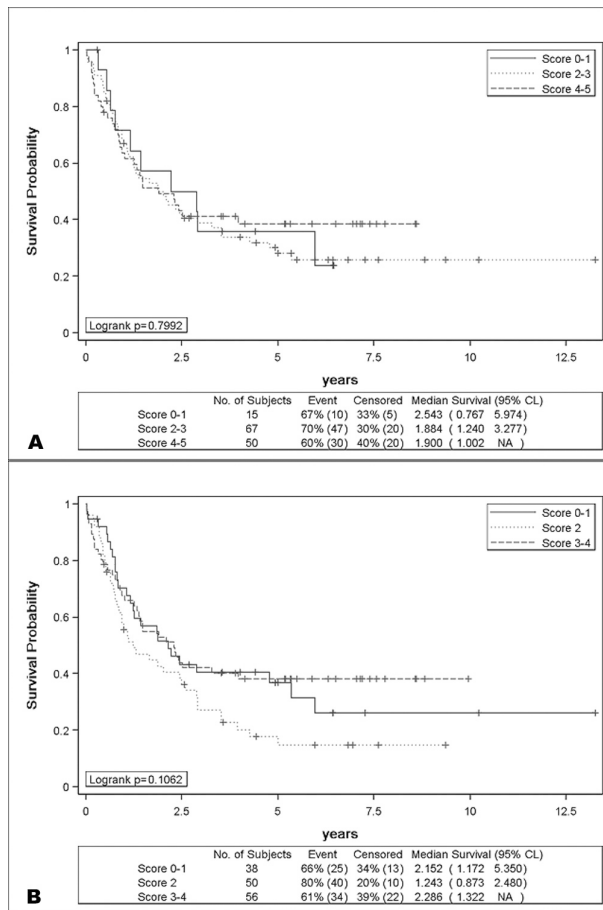 1
0.8
0.6
0.4
0.2
0
Survival Probability
Score 0-1
Score 2-3
Score 4-5
Logrank p=0.7992
0 2.5 5 7.5 10 12.5
years
No. of Subjects Event Censored Median Survival (95% CL)
Score 0-1 15 67% (10) 33% (5) 2.543 ( 0.767 5.974)
Score 2-3 67 70% (47) 30% (20) 1.884 ( 1.240 3.277)
Score 4-5 50 60% (30) 40% (20) 1.900 ( 1.002 NA )
A
1
0.8
0.6
0.4
0.2
0
Survival Probability
Score 0-1
Score 2
Score 3-4
Logrank p=0.1062
0 2.5 5 7.5 10 12.5
years
No. of Subjects Event Censored Median Survival (95% CL)
Score 0-1 38 66% (25) 34% (13) 2.152 ( 1.172 5.350)
Score 2 50 80% (40) 20% (10) 1.243 ( 0.873 2.480)
Score 3-4 56 61% (34) 39% (22) 2.286 ( 1.322 NA )
B